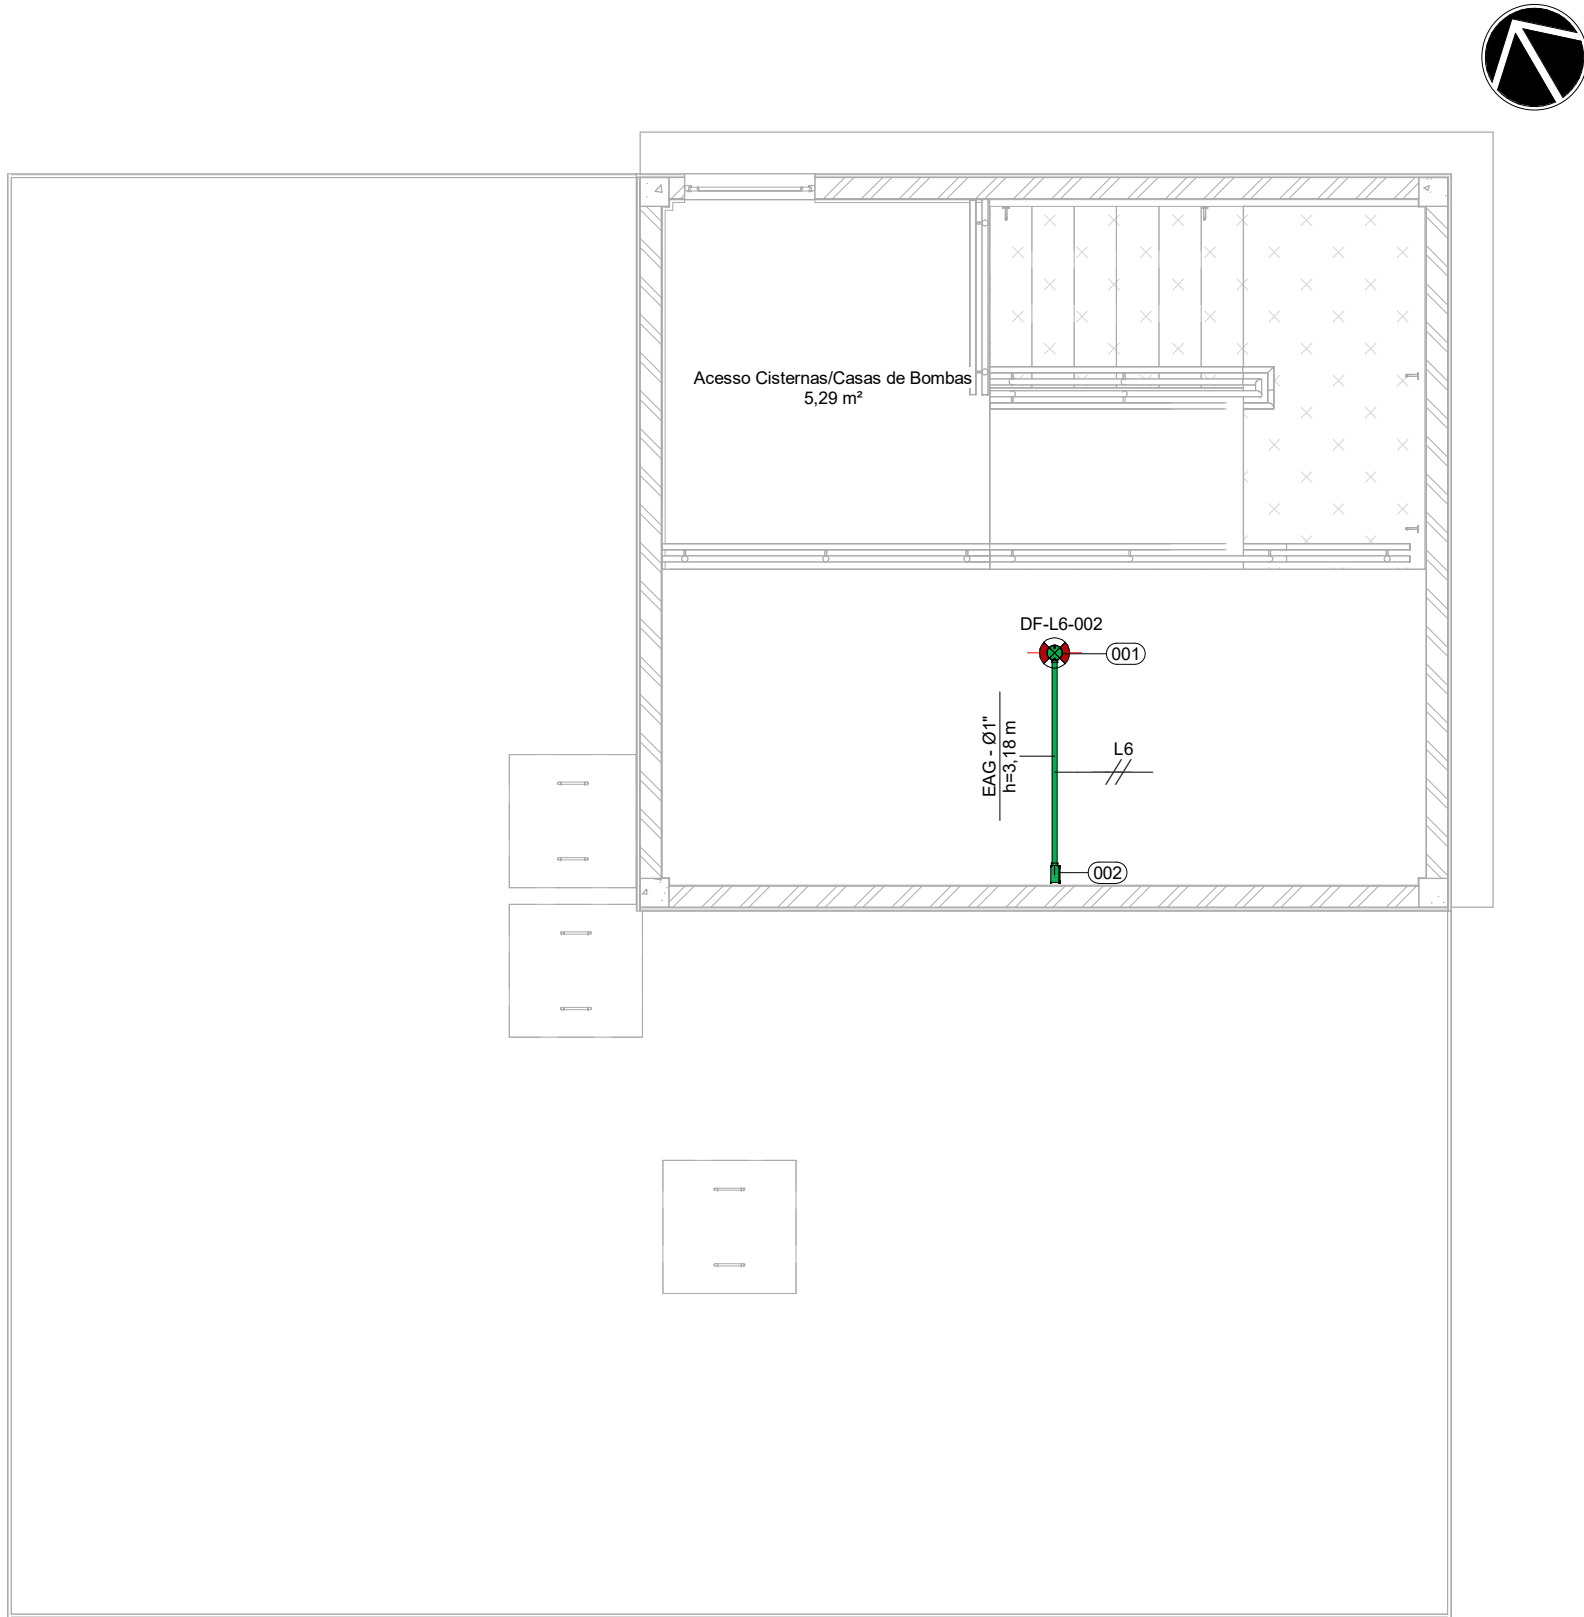 Acesso Cisternas/Casas de Bombas
5,29 m²
DF-L6-002
001
EAG - Ø1"
h=3,18 m
L6
002